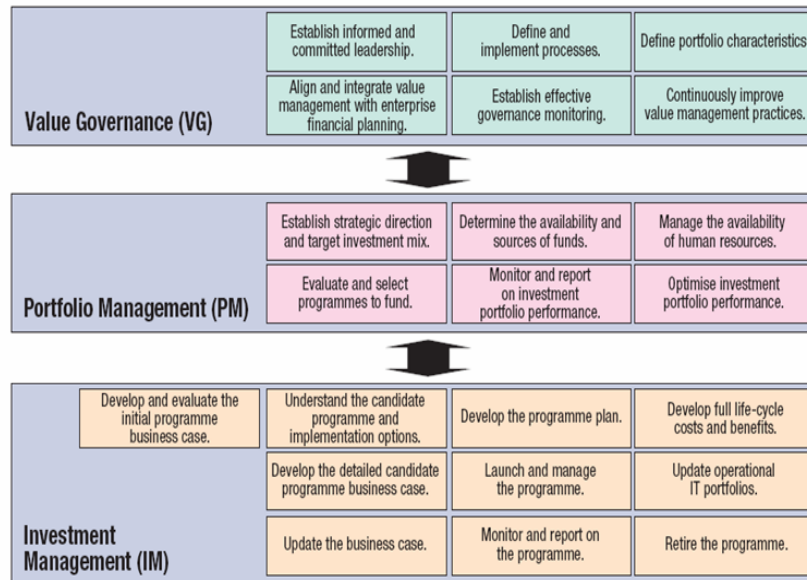 Establish informed and
committed leadership.
Define and
implement processes.
Define portfolio characteristics
Align and integrate value
management with enterprise
financial planning.
Establish effective
governance monitoring.
Continuously improve
value management practices.
Value Governance (VG)
Establish strategic direction
and target investment mix.
Determine the availability and
sources of funds.
Manage the availability
of human resources.
Evaluate and select
programmes to fund.
Monitor and report
on investment
portfolio performance.
Optimise investment
portfolio performance.
Portfolio Management (PM)
Develop and evaluate the
initial programme
business case.
Understand the candidate
programme and
implementation options.
Develop the programme plan.
Develop full life-cycle
costs and benefits.
Develop the detailed candidate
programme business case.
Launch and manage
the programme.
Update operational
IT portfolios.
Update the business case.
Monitor and report on
the programme.
Retire the programme.
Investment
Management (IM)